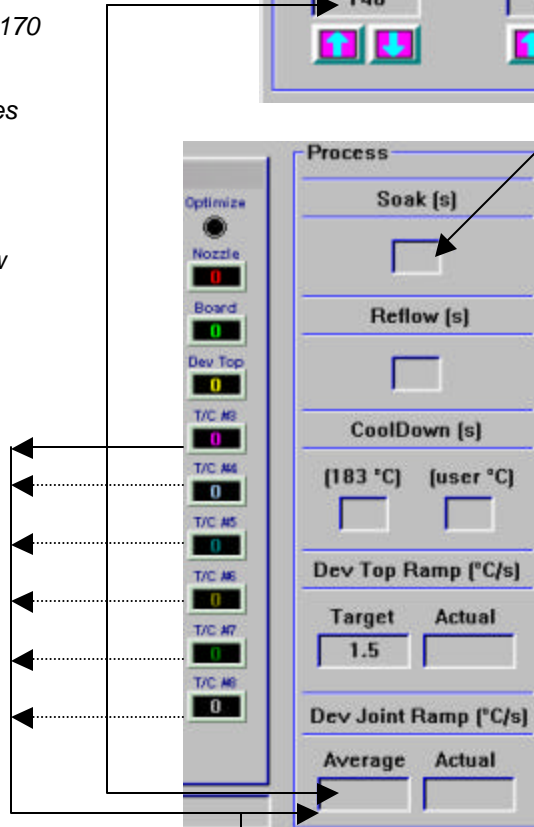 170
es
Process
Optimize
Soak (s)
Nozzle
0
Board
0
Reflow (s)
Dev Top
0
T/C #3
0
CoolDown (s)
T/C #4
0
(183 °C) (user °C)
T/C #5
0
Dev Top Ramp (°C/s)
T/C #6
0
Target Actual
1.5
T/C #7
0
T/C #8
0
Dev Joint Ramp (°C/s)
Average Actual